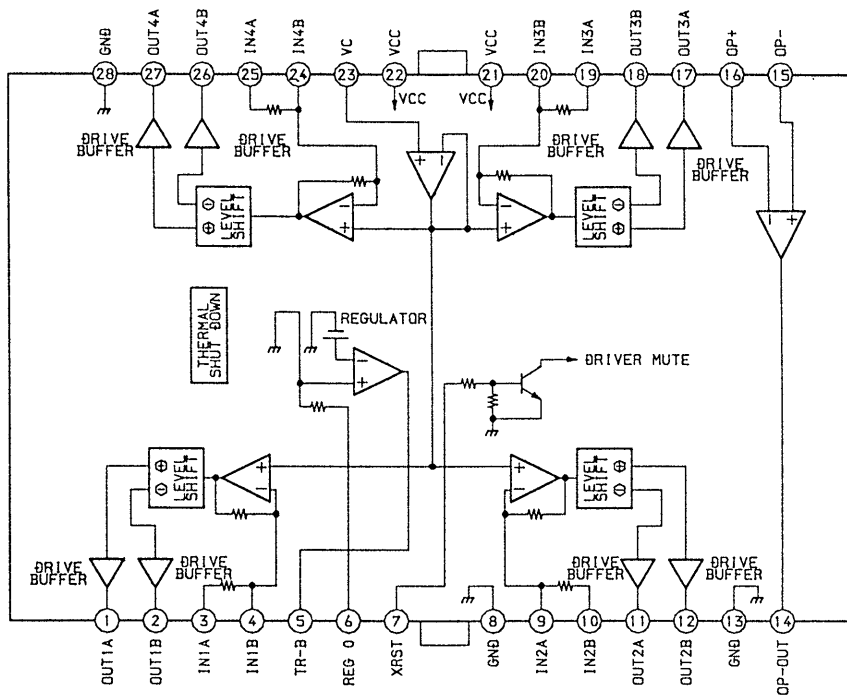 GND OUT4A OUT4B IN4A IN4B VC VCC VCC IN3B IN3A OUT3B OUT3A OP+ OP-
28 27 26 25 24 23 22 21 20 19 18 17 16 15
VCC VCC
DRIVE BUFFER
DRIVE BUFFER
DRIVE BUFFER
DRIVE BUFFER
+ -
LEVEL SHIFT
- +
- +
LEVEL SHIFT
- +
THERMAL SHUT DOWN
REGULATOR
- +
DRIVER MUTE
LEVEL SHIFT
+ -
+ -
LEVEL SHIFT
DRIVE BUFFER
DRIVE BUFFER
DRIVE BUFFER
DRIVE BUFFER
1 2 3 4 5 6 7 8 9 10 11 12 13 14
OUT1A OUT1B IN1A IN1B TR-B REG O XRST GND IN2A IN2B OUT2A OUT2B GND OP-OUT